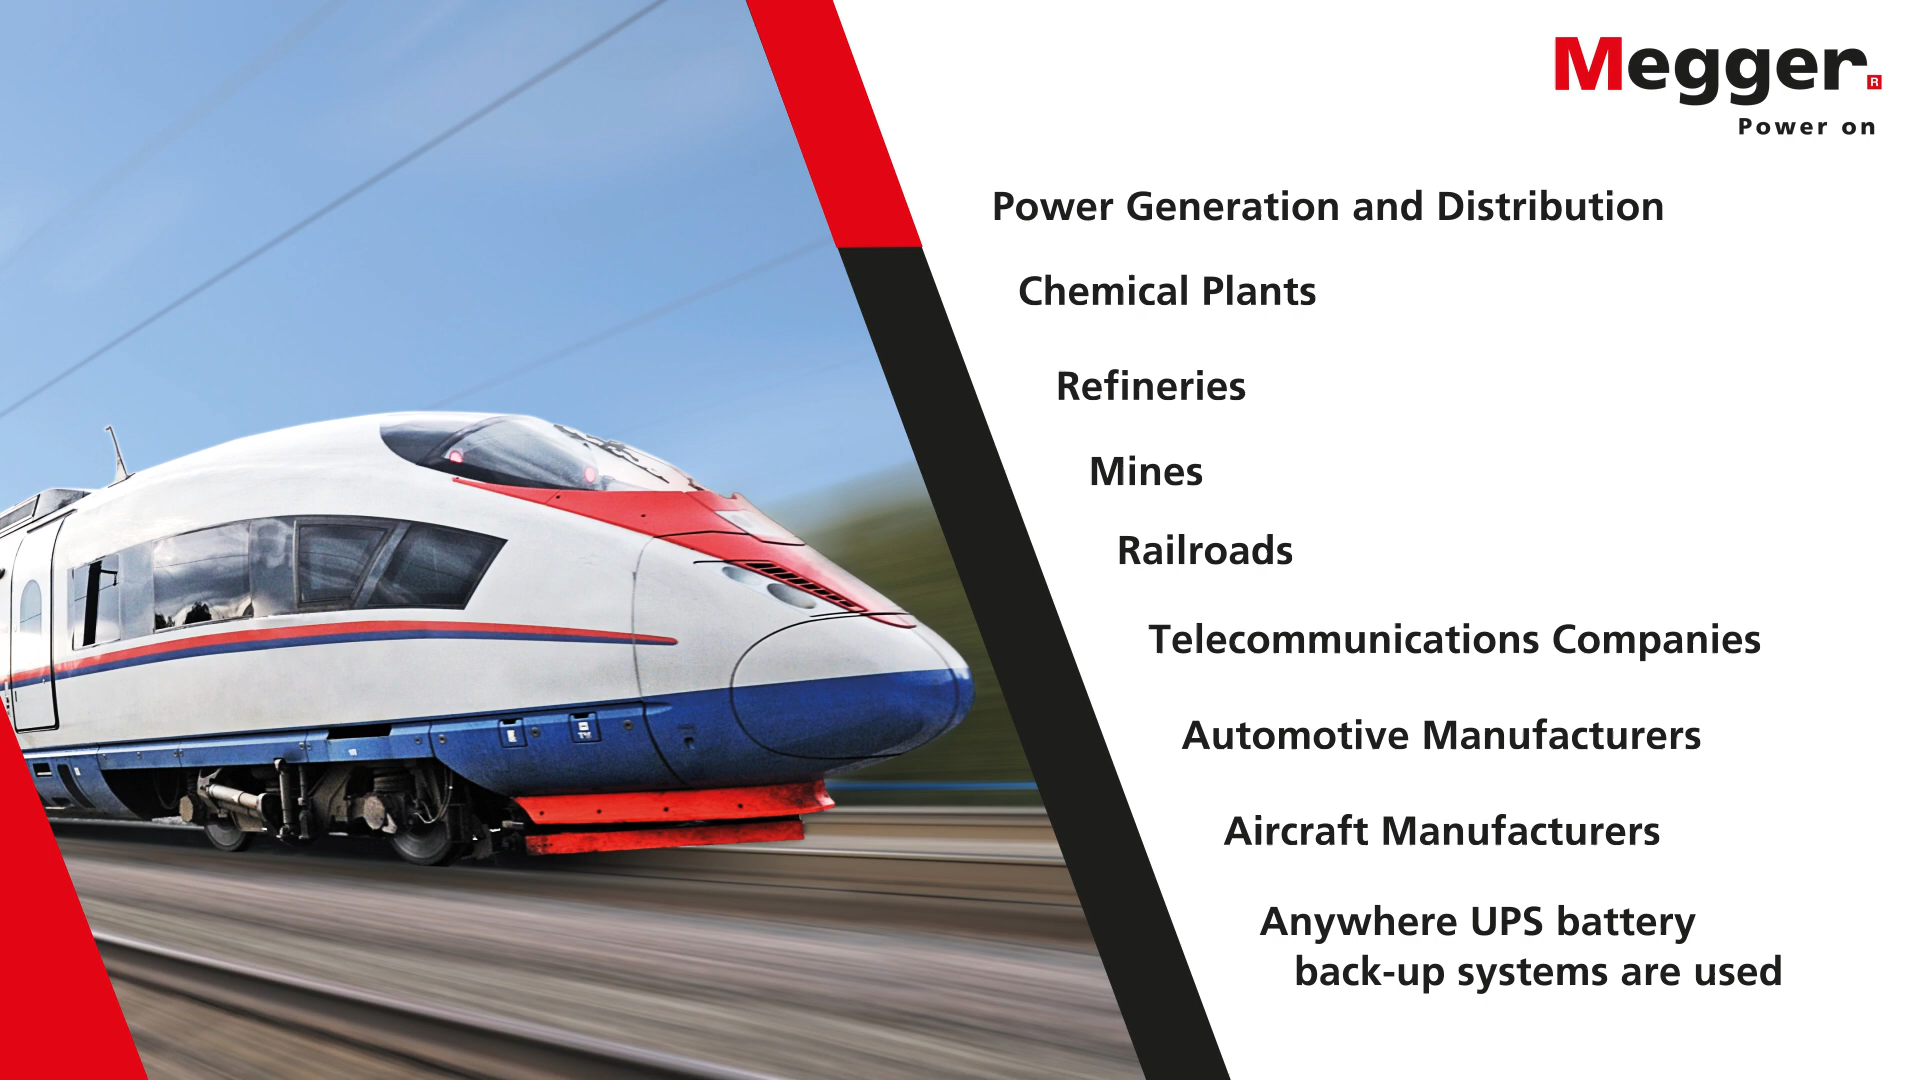 Megger®
Power on
Power Generation and Distribution
Chemical Plants
Refineries
Mines
Railroads
Telecommunications Companies
Automotive Manufacturers
Aircraft Manufacturers
Anywhere UPS battery
back-up systems are used